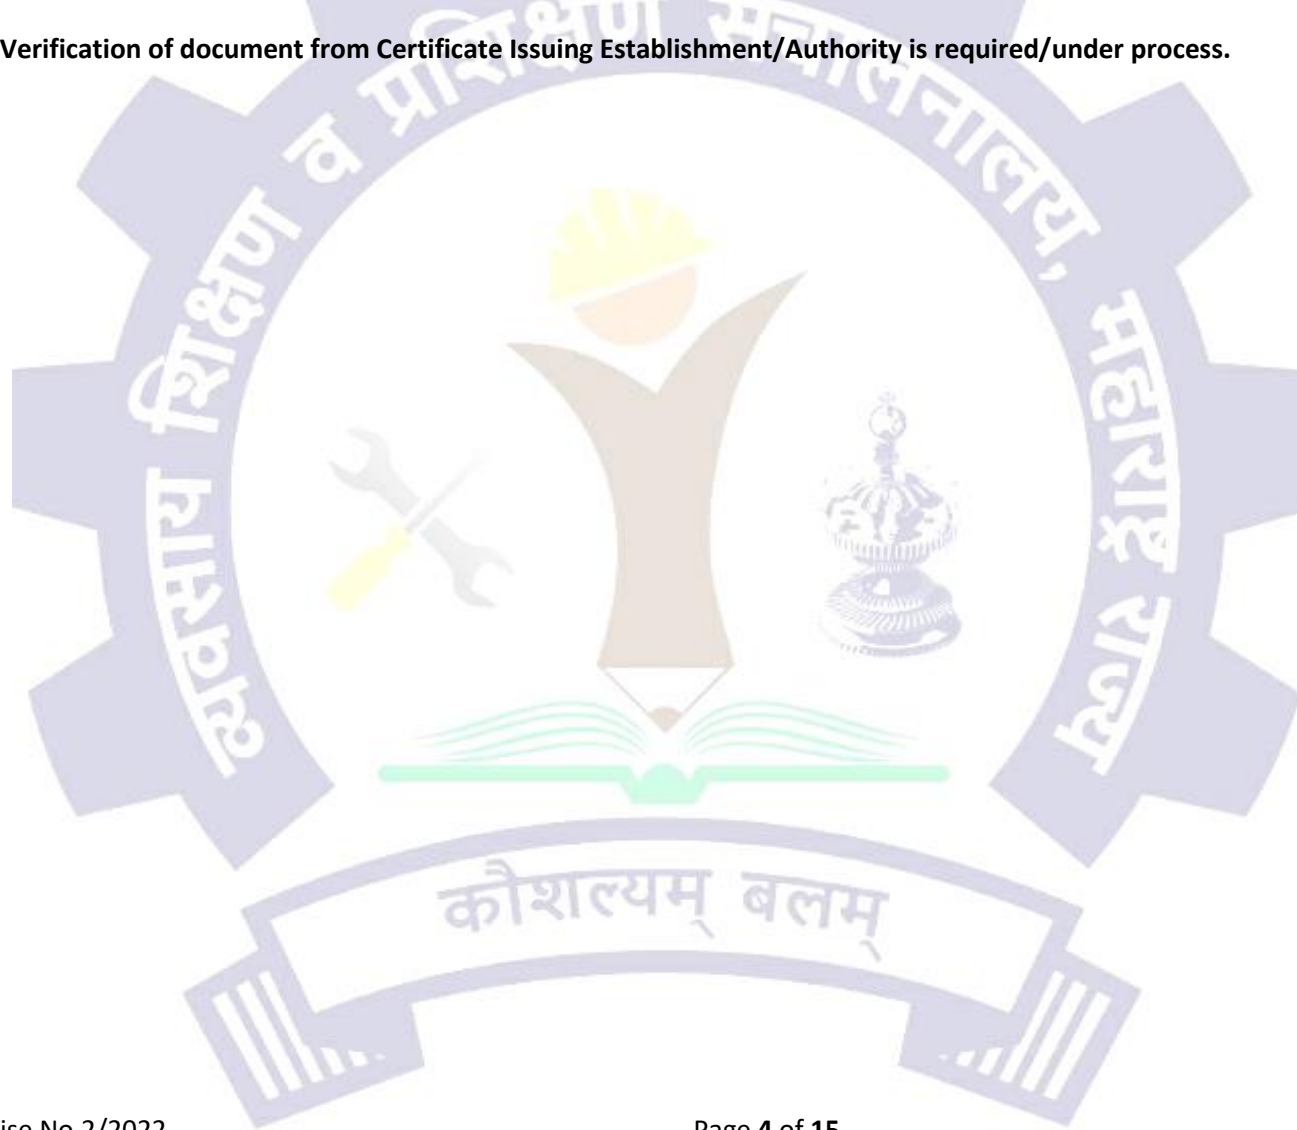 Verification of document from Certificate Issuing Establishment/Authority is required/under process.
व्यवसाय शिक्षण व प्रशिक्षण संचालनालय, महाराष्ट्र राज्य
कौशल्यम् बलम्
ise No 2/2022
Page 4 of 15